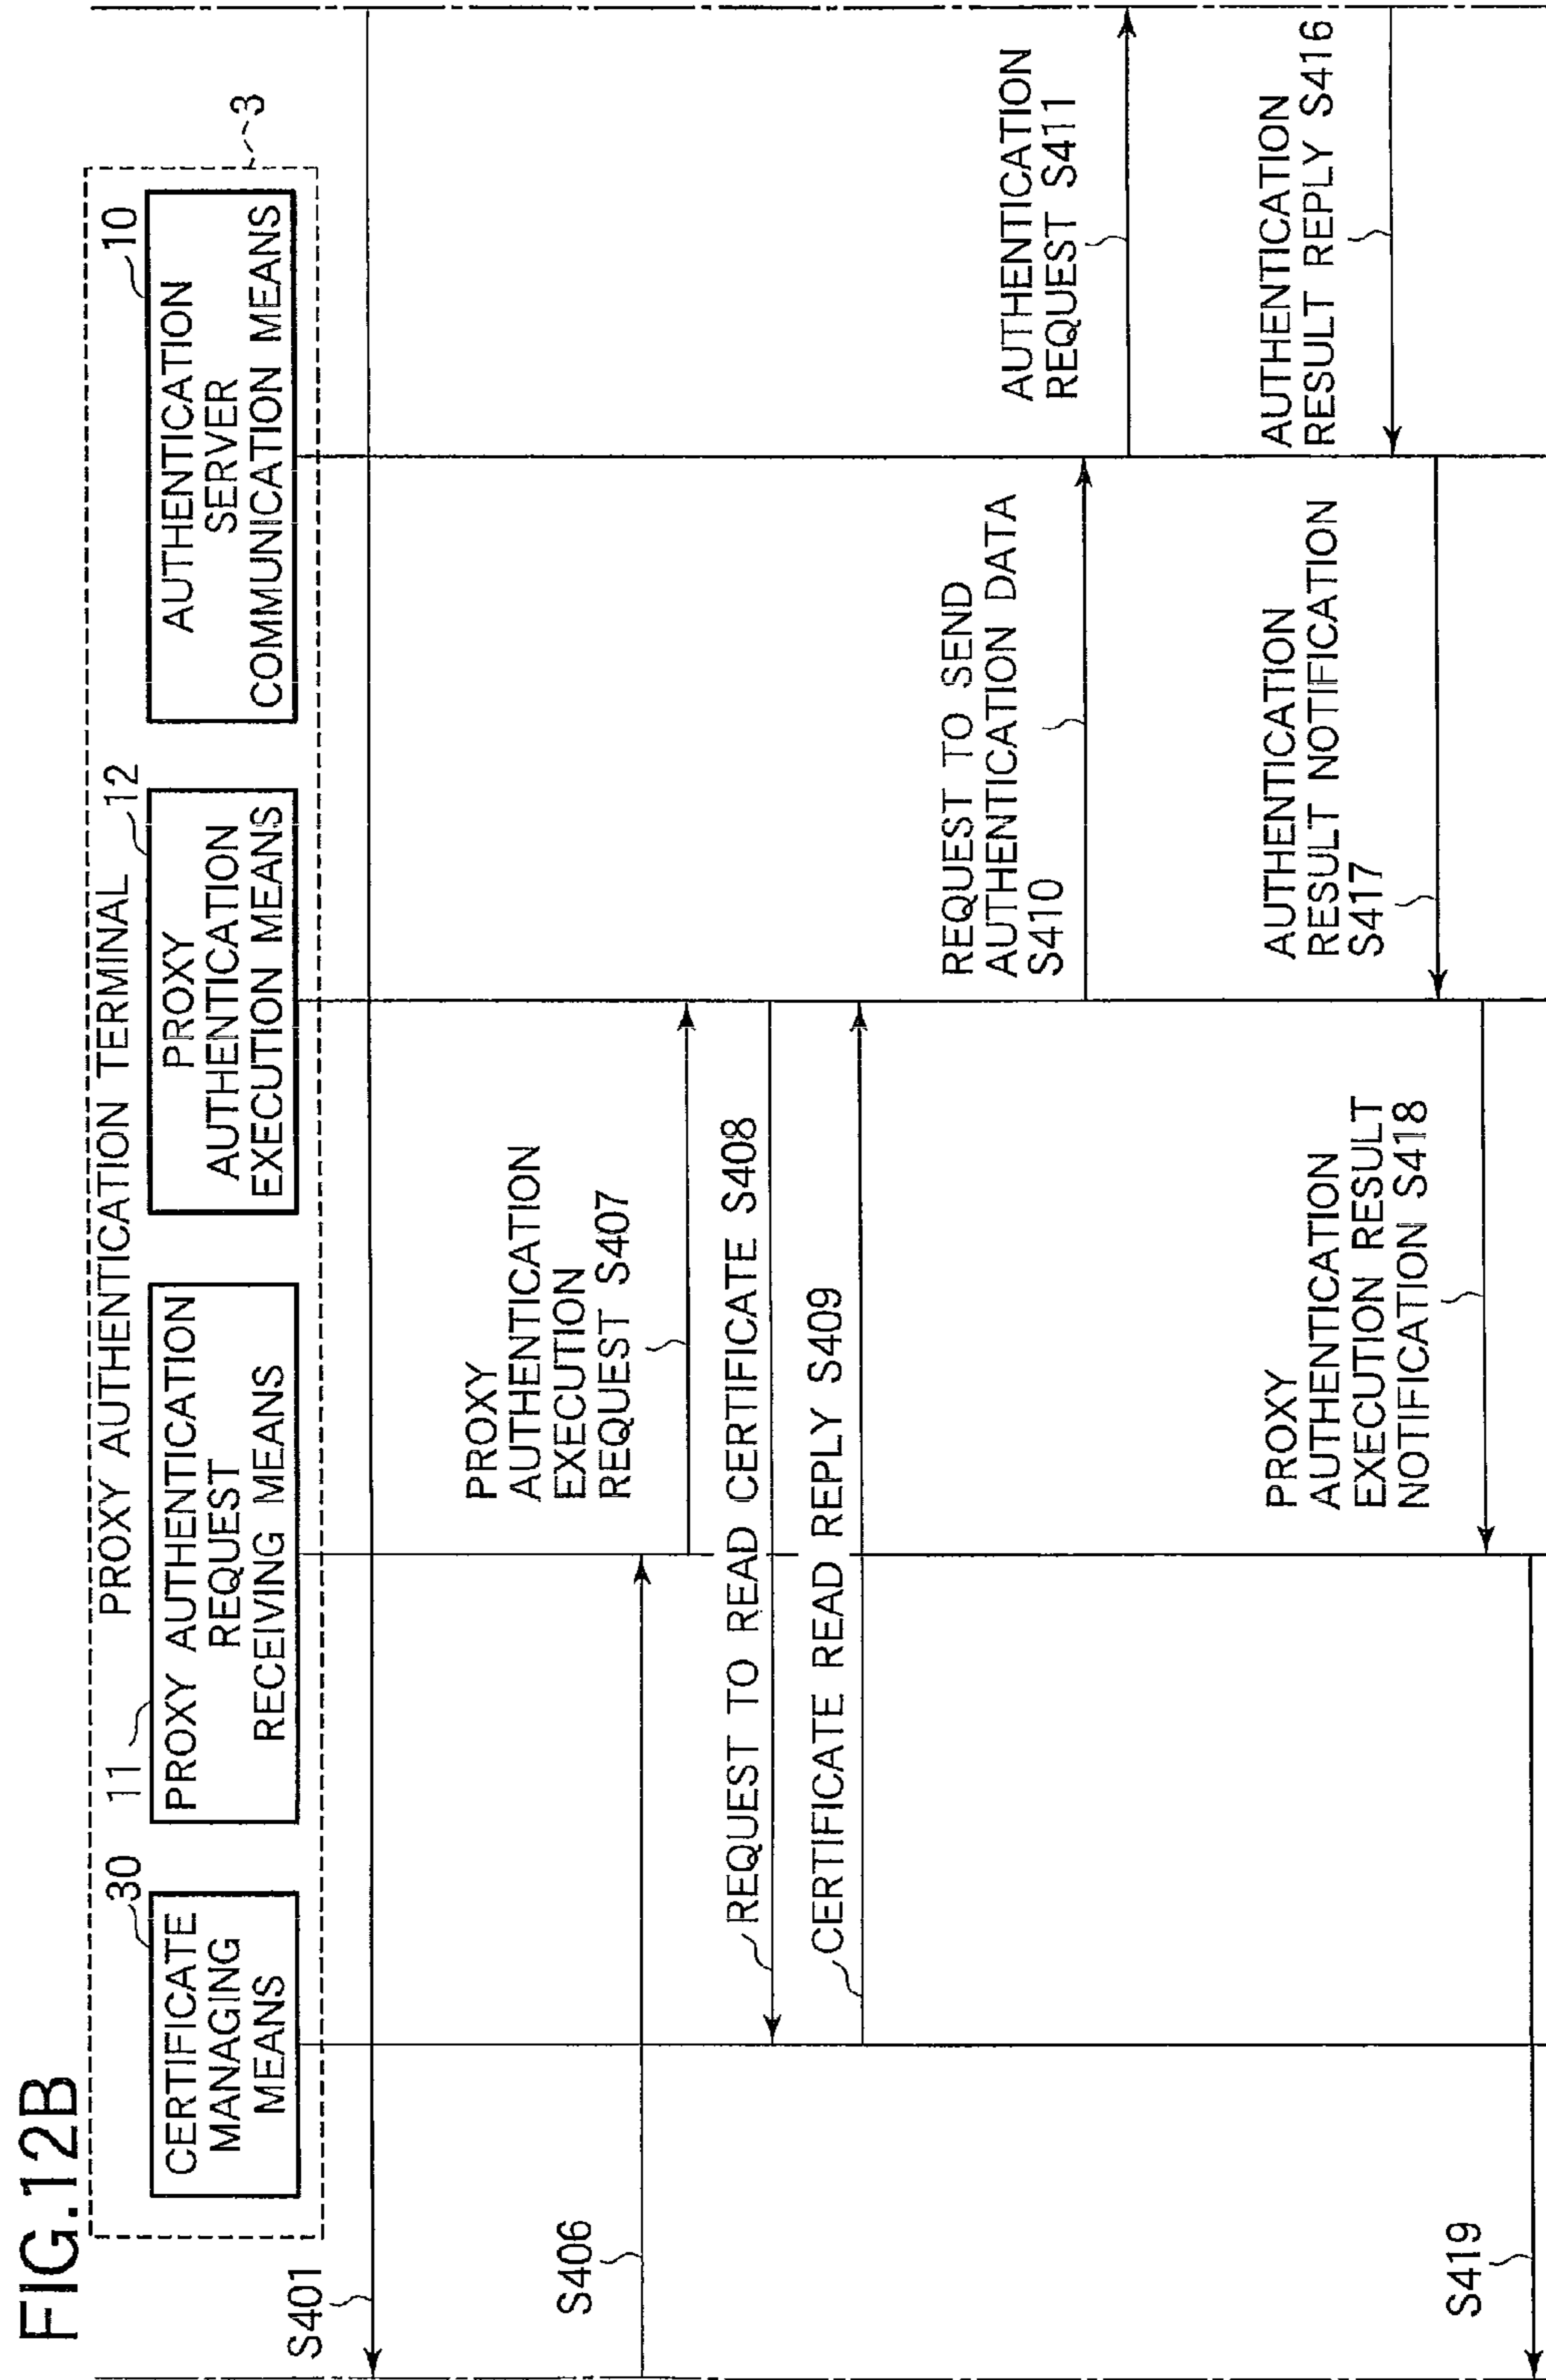 FIG.12B
PROXY AUTHENTICATION TERMINAL
3
30
CERTIFICATE
MANAGING
MEANS
11
PROXY AUTHENTICATION
REQUEST
RECEIVING MEANS
12
PROXY
AUTHENTICATION
EXECUTION MEANS
10
AUTHENTICATION
SERVER
COMMUNICATION MEANS
S401
S406
PROXY
AUTHENTICATION
EXECUTION
REQUEST S407
REQUEST TO READ CERTIFICATE S408
CERTIFICATE READ REPLY S409
REQUEST TO SEND
AUTHENTICATION DATA
S410
AUTHENTICATION
REQUEST S411
AUTHENTICATION
RESULT REPLY S416
AUTHENTICATION
RESULT NOTIFICATION
S417
PROXY
AUTHENTICATION
EXECUTION RESULT
NOTIFICATION S418
S419